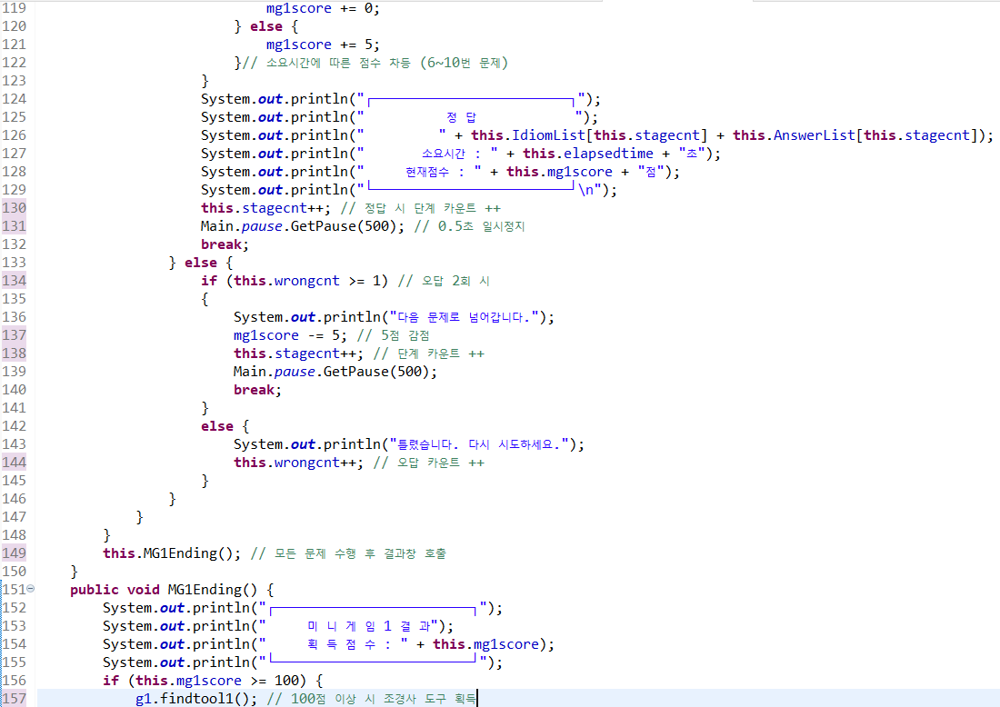 119                                 mg1score += 0;
120                             } else {
121                                 mg1score += 5;
122                             }// 소요시간에 따른 점수 차등 (6~10번 문제)
123                         }
124                         System.out.println("┌────────────────────────┐");
125                         System.out.println("          정 답            ");
126                         System.out.println("         " + this.IdiomList[this.stagecnt] + this.AnswerList[this.stagecnt]);
127                         System.out.println("       소요시간 : " + this.elapsedtime + "초");
128                         System.out.println("     현재점수 : " + this.mg1score + "점");
129                         System.out.println("└────────────────────────┘\n");
130                         this.stagecnt++; // 정답 시 단계 카운트 ++
131                         Main.pause.GetPause(500); // 0.5초 일시정지
132                         break;
133                     } else {
134                         if (this.wrongcnt >= 1) // 오답 2회 시
135                         {
136                             System.out.println("다음 문제로 넘어갑니다.");
137                             mg1score -= 5; // 5점 감점
138                             this.stagecnt++; // 단계 카운트 ++
139                             Main.pause.GetPause(500);
140                             break;
141                         }
142                         else {
143                             System.out.println("틀렸습니다. 다시 시도하세요.");
144                             this.wrongcnt++; // 오답 카운트 ++
145                         }
146                     }
147                 }
148             }
149             this.MG1Ending(); // 모든 문제 수행 후 결과창 호출
150         }
151         public void MG1Ending() {
152             System.out.println("┌────────────────────────┐");
153             System.out.println("     미 니 게 임 1 결 과");
154             System.out.println("     획 득 점 수 : " + this.mg1score);
155             System.out.println("└────────────────────────┘");
156             if (this.mg1score >= 100) {
157                 g1.findtool1(); // 100점 이상 시 조경사 도구 획득